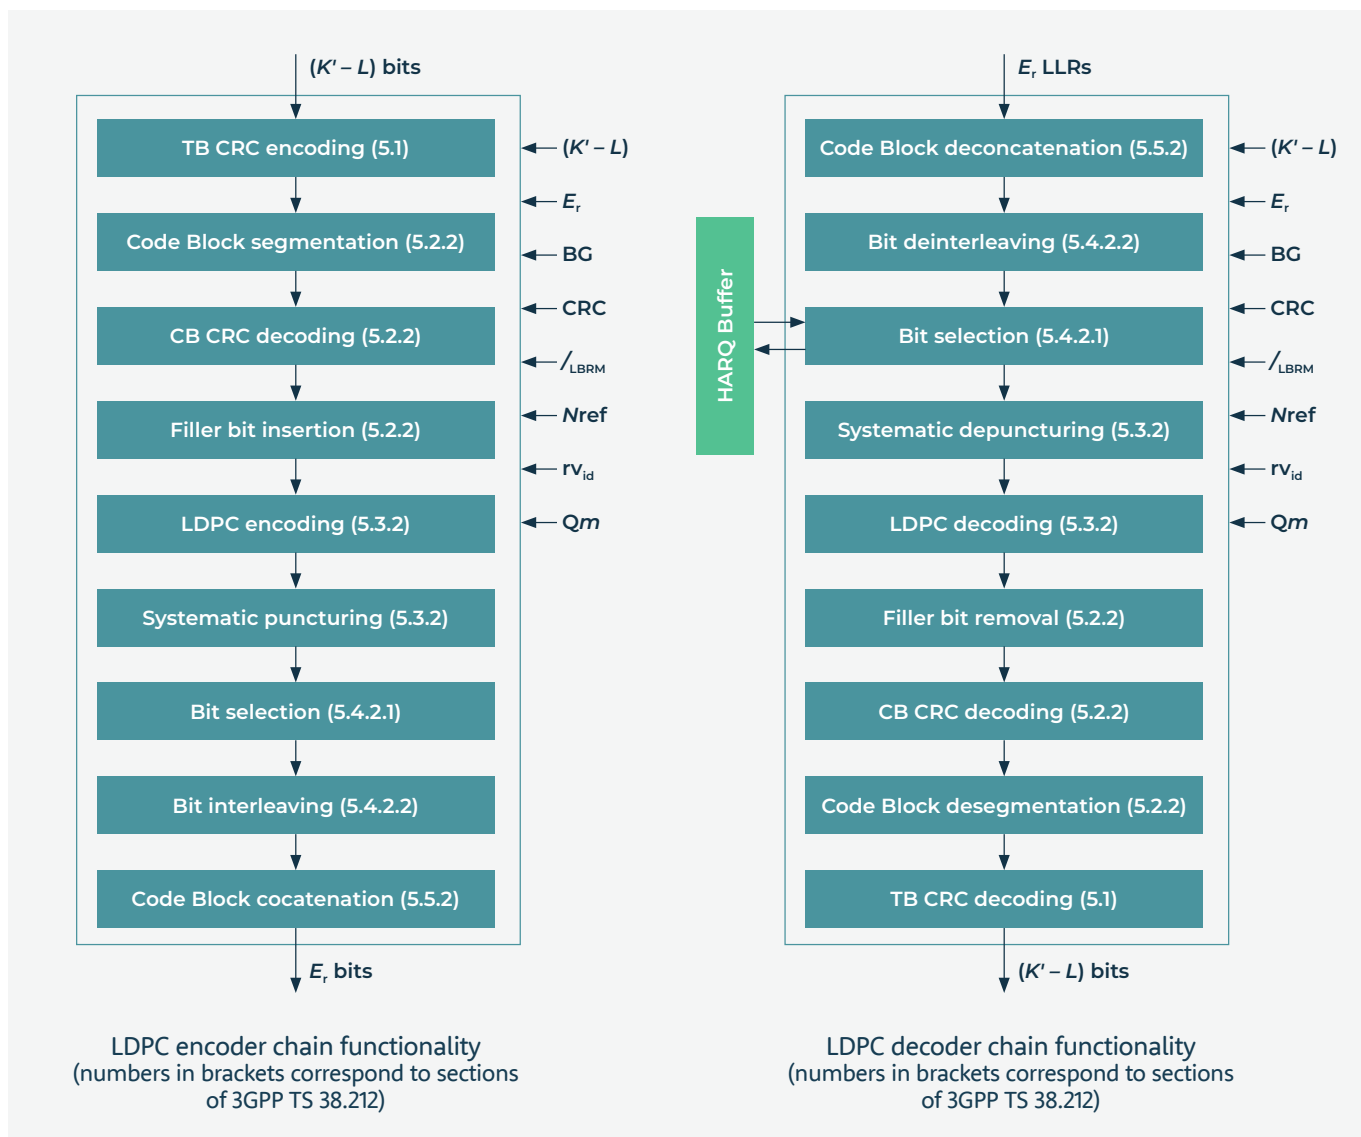 (K' – L) bits
TB CRC encoding (5.1)
Code Block segmentation (5.2.2)
CB CRC decoding (5.2.2)
Filler bit insertion (5.2.2)
LDPC encoding (5.3.2)
Systematic puncturing (5.3.2)
Bit selection (5.4.2.1)
Bit interleaving (5.4.2.2)
Code Block cocatenation (5.5.2)
(K' – L)
Er
BG
CRC
/LBRM
Nref
rvid
Qm
Er bits
LDPC encoder chain functionality
(numbers in brackets correspond to sections
of 3GPP TS 38.212)
Er LLRs
HARQ Buffer
Code Block deconcatenation (5.5.2)
Bit deinterleaving (5.4.2.2)
Bit selection (5.4.2.1)
Systematic depuncturing (5.3.2)
LDPC decoding (5.3.2)
Filler bit removal (5.2.2)
CB CRC decoding (5.2.2)
Code Block desegmentation (5.2.2)
TB CRC decoding (5.1)
(K' – L)
Er
BG
CRC
/LBRM
Nref
rvid
Qm
(K' – L) bits
LDPC decoder chain functionality
(numbers in brackets correspond to sections
of 3GPP TS 38.212)